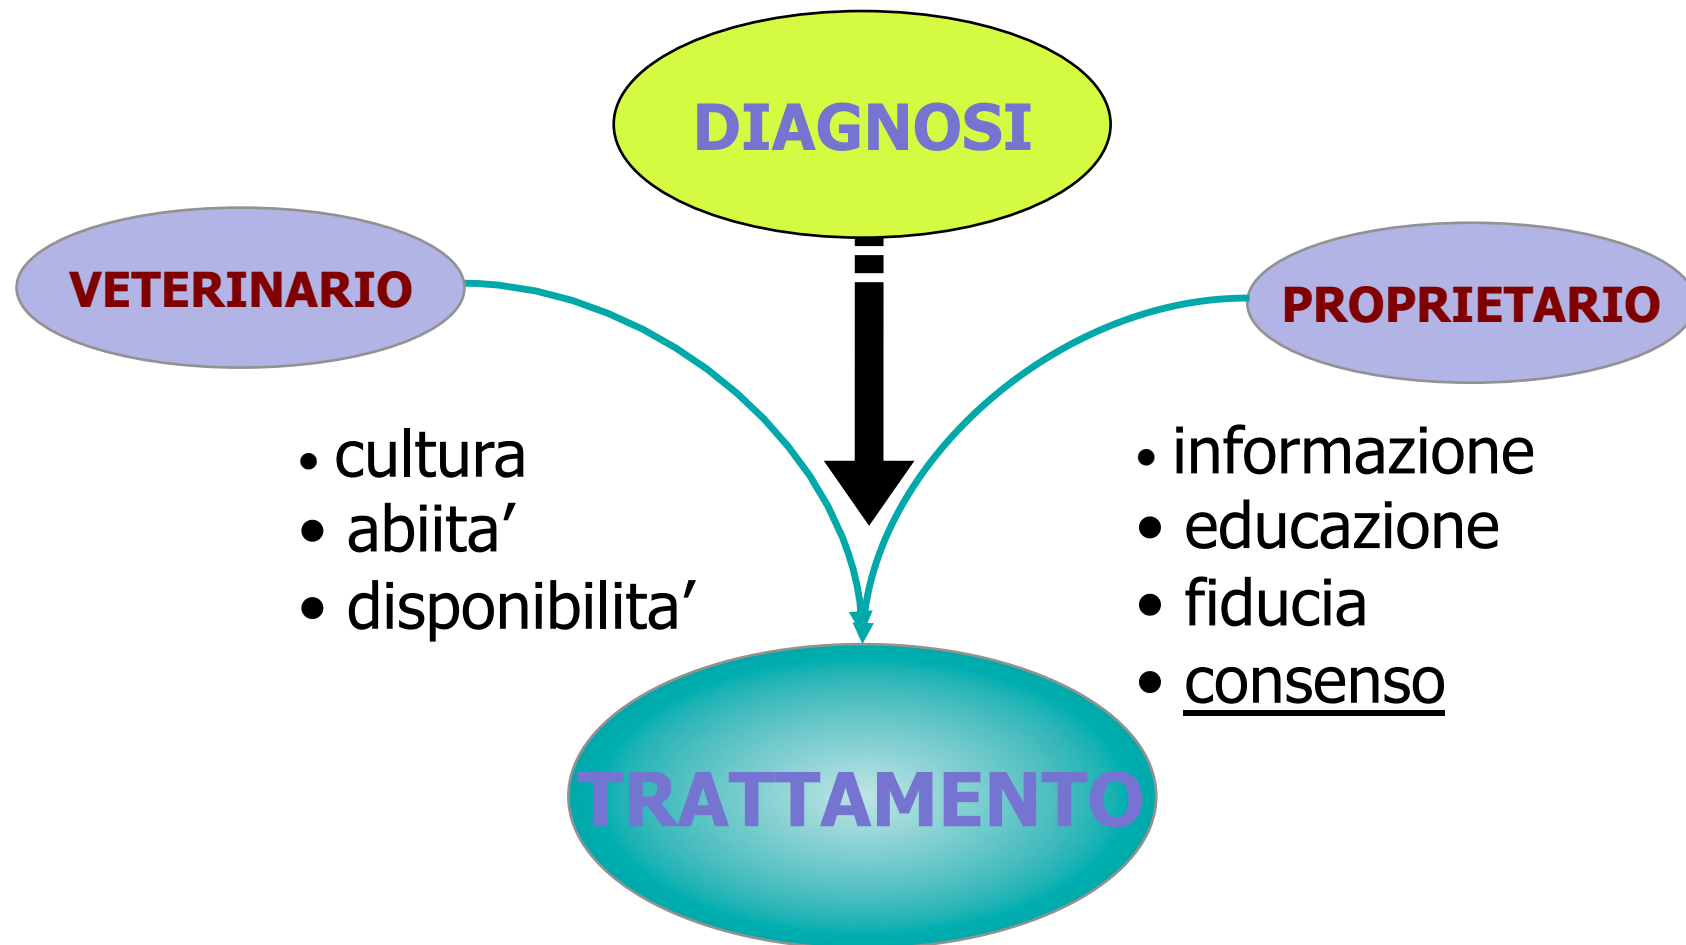 DIAGNOSI
VETERINARIO
PROPRIETARIO
• cultura
• abiita’
• disponibilita’
• informazione
• educazione
• fiducia
• consenso
TRATTAMENTO